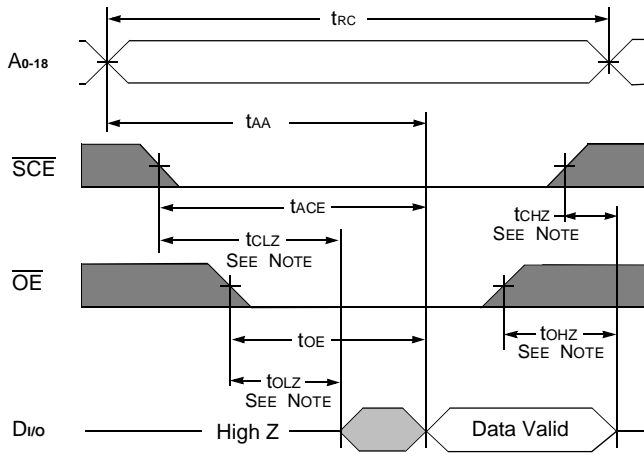 tRC
A0-18
tAA
SCE
tACE
tCHZ
SEE NOTE
tCLZ
SEE NOTE
OE
tOE
tOHZ
SEE NOTE
tOLZ
SEE NOTE
DI/O
High Z
Data Valid